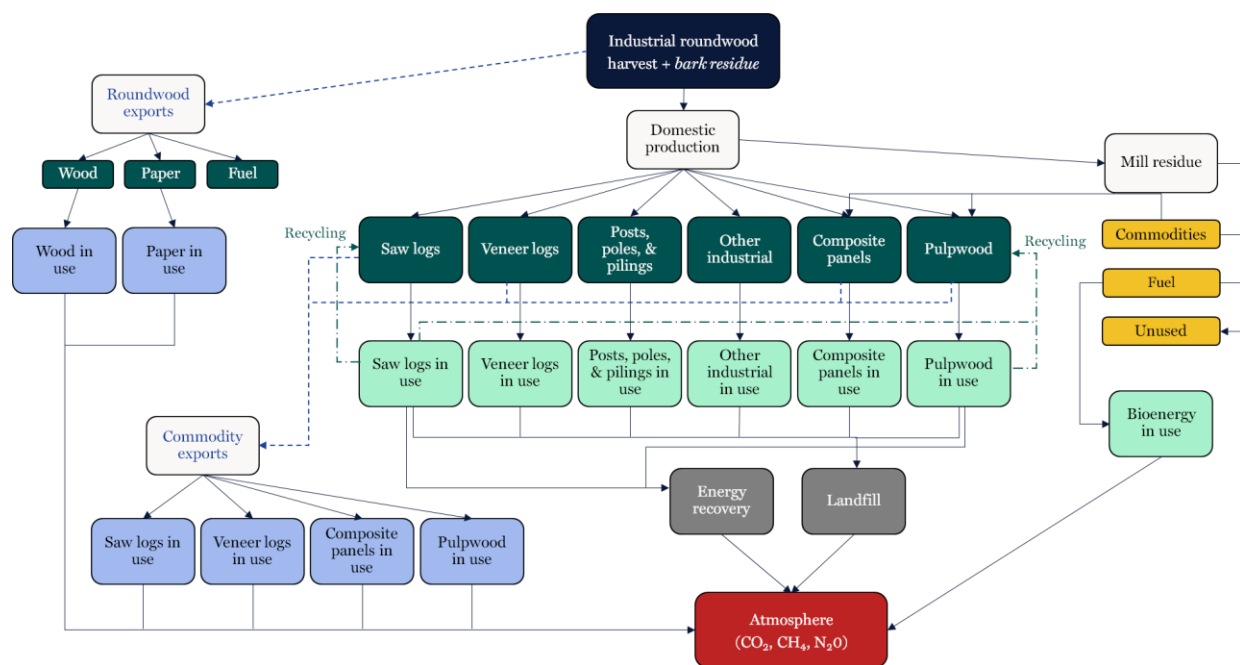 Industrial roundwood
harvest + bark residue
Roundwood
exports
Domestic
production
Mill residue
Wood
Paper
Fuel
Recycling
Saw logs
Veneer logs
Posts,
poles, &
pilings
Other
industrial
Composite
panels
Pulpwood
Recycling
Commodities
Wood in
use
Paper in
use
Fuel
Unused
Saw logs in
use
Veneer logs
in use
Posts, poles,
& pilings in use
Other
industrial in use
Composite
panels in use
Pulpwood
in use
Bioenergy
in use
Commodity
exports
Energy
recovery
Landfill
Saw logs in
use
Veneer logs
in use
Composite
panels in
use
Pulpwood
in use
Atmosphere
(CO₂, CH₄, N₂0)